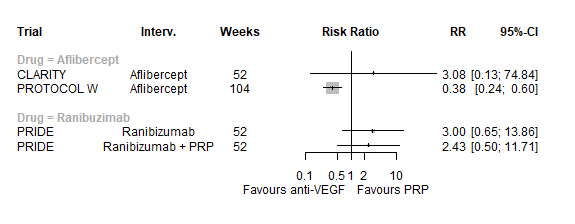 Trial Interv. Weeks Risk Ratio RR 95%-CI
Drug = Aflibercept
CLARITY Aflibercept 52 3.08 [0.13; 74.84]
PROTOCOL W Aflibercept 104 0.38 [0.24; 0.60]
Drug = Ranibuzimab
PRIDE Ranibizumab 52 3.00 [0.65; 13.86]
PRIDE Ranibizumab + PRP 52 2.43 [0.50; 11.71]
0.1 0.5 1 2 10
Favours anti-VEGF Favours PRP